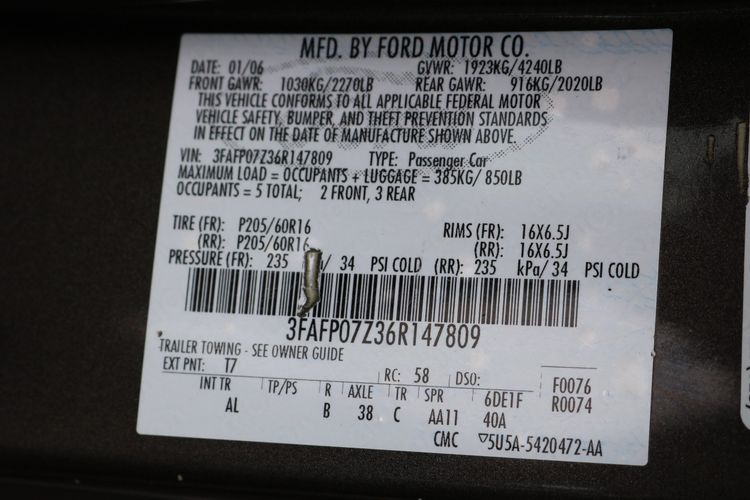 MFD. BY FORD MOTOR CO.
DATE: 01/06 GVWR: 1923KG/4240LB
FRONT GAWR: 1030KG/2270LB REAR GAWR: 916KG/2020LB
THIS VEHICLE CONFORMS TO ALL APPLICABLE FEDERAL MOTOR
VEHICLE SAFETY, BUMPER, AND THEFT PREVENTION STANDARDS
IN EFFECT ON THE DATE OF MANUFACTURE SHOWN ABOVE.
VIN: 3FAFP07Z36R147809 TYPE: Passenger Car
MAXIMUM LOAD = OCCUPANTS + LUGGAGE = 385KG/ 850LB
OCCUPANTS = 5 TOTAL; 2 FRONT, 3 REAR
TIRE (FR): P205/60R16 RIMS (FR): 16X6.5J
(RR): P205/60R16 (RR): 16X6.5J
PRESSURE (FR): 235 / 34 PSI COLD (RR): 235 kPa/ 34 PSI COLD
3FAFP07Z36R147809
TRAILER TOWING - SEE OWNER GUIDE
EXT PNT: T7 RC: 58 DSO: F0076
INT TR TP/PS R AXLE TR SPR 6DE1F R0074
AL B 38 C AA11 40A
CMC ▽5U5A-5420472-AA